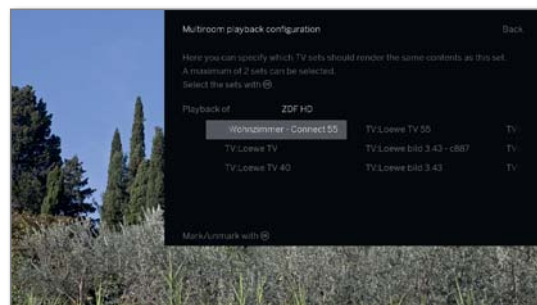 Multiroom playback configuration Back
Here you can specify which TV sets should render the same contents as this set.
A maximum of 2 sets can be selected.
Select the sets with OK
Playback of ZDF HD
:Wohnzimmer - Connect 55 TV:Loewe TV 55 TV:
TV:Loewe TV TV:Loewe bild 3.43 - c887 TV:
TV:Loewe TV 40 TV:Loewe bild 3.43 TV:
Mark/unmark with OK